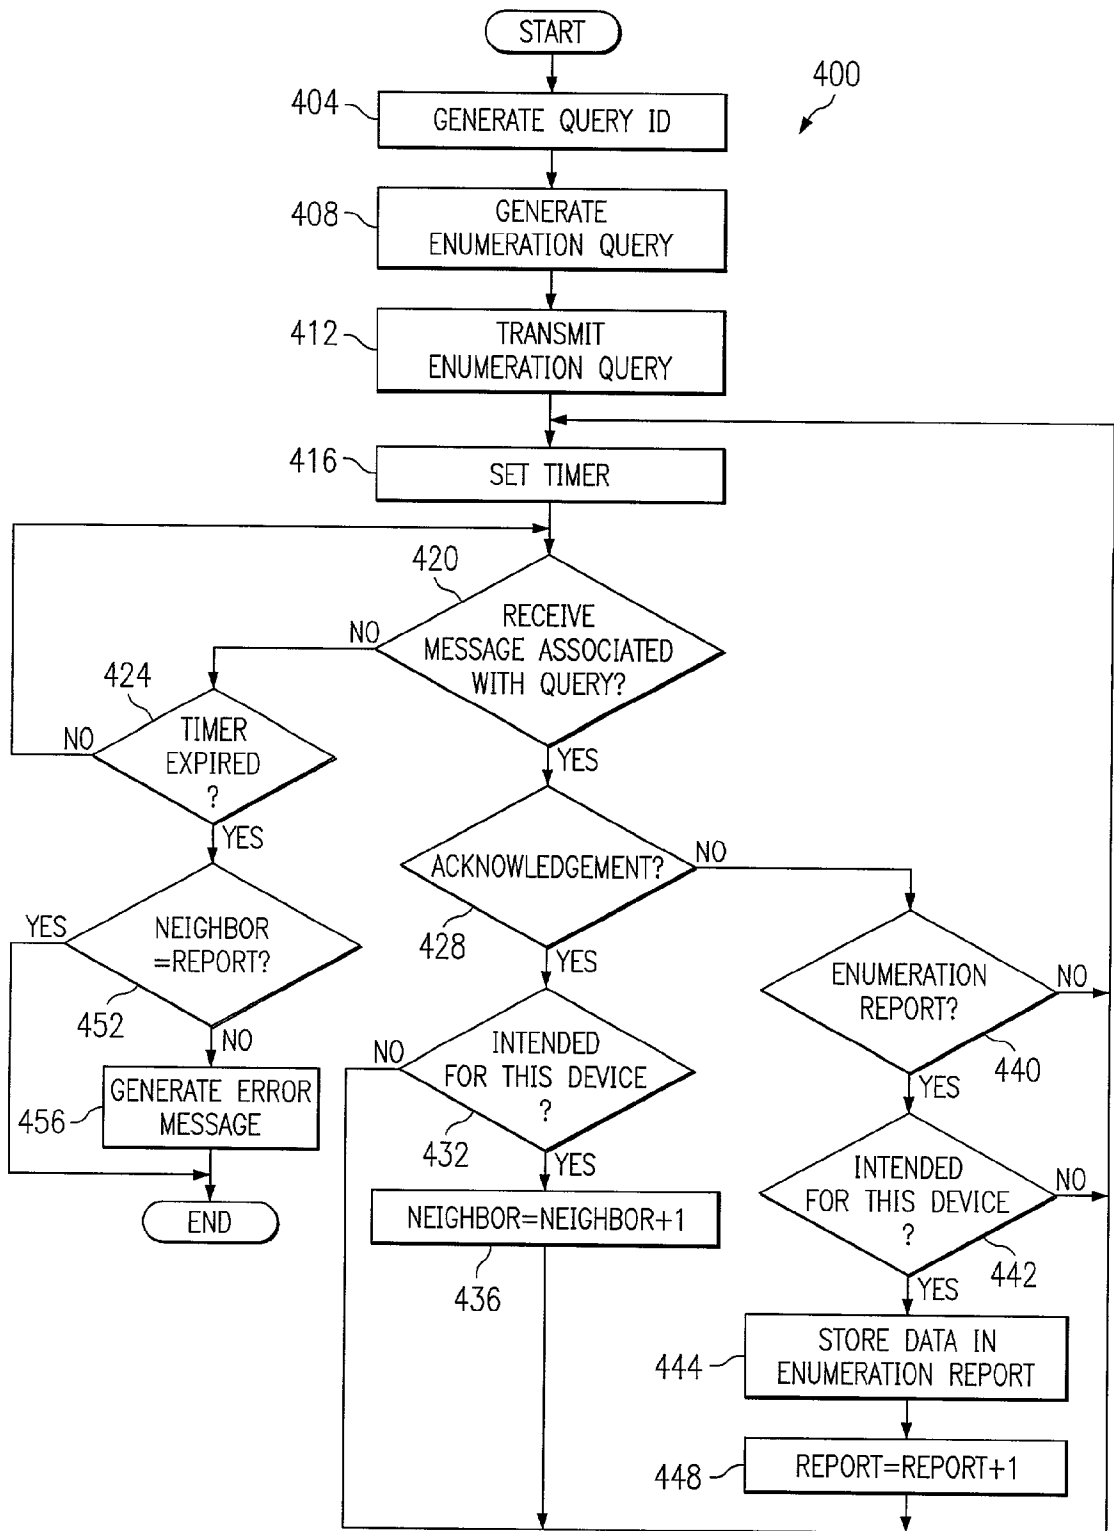 START
400
404
GENERATE QUERY ID
408
GENERATE
ENUMERATION QUERY
412
TRANSMIT
ENUMERATION QUERY
416
SET TIMER
420
RECEIVE
MESSAGE ASSOCIATED
WITH QUERY?
NO
YES
424
TIMER
EXPIRED
?
NO
YES
ACKNOWLEDGEMENT?
428
NO
YES
NEIGHBOR
=REPORT?
YES
452
NO
ENUMERATION
REPORT?
NO
440
YES
INTENDED
FOR THIS DEVICE
?
NO
432
YES
456
GENERATE ERROR
MESSAGE
END
NEIGHBOR=NEIGHBOR+1
436
INTENDED
FOR THIS DEVICE
?
NO
442
YES
444
STORE DATA IN
ENUMERATION REPORT
448
REPORT=REPORT+1